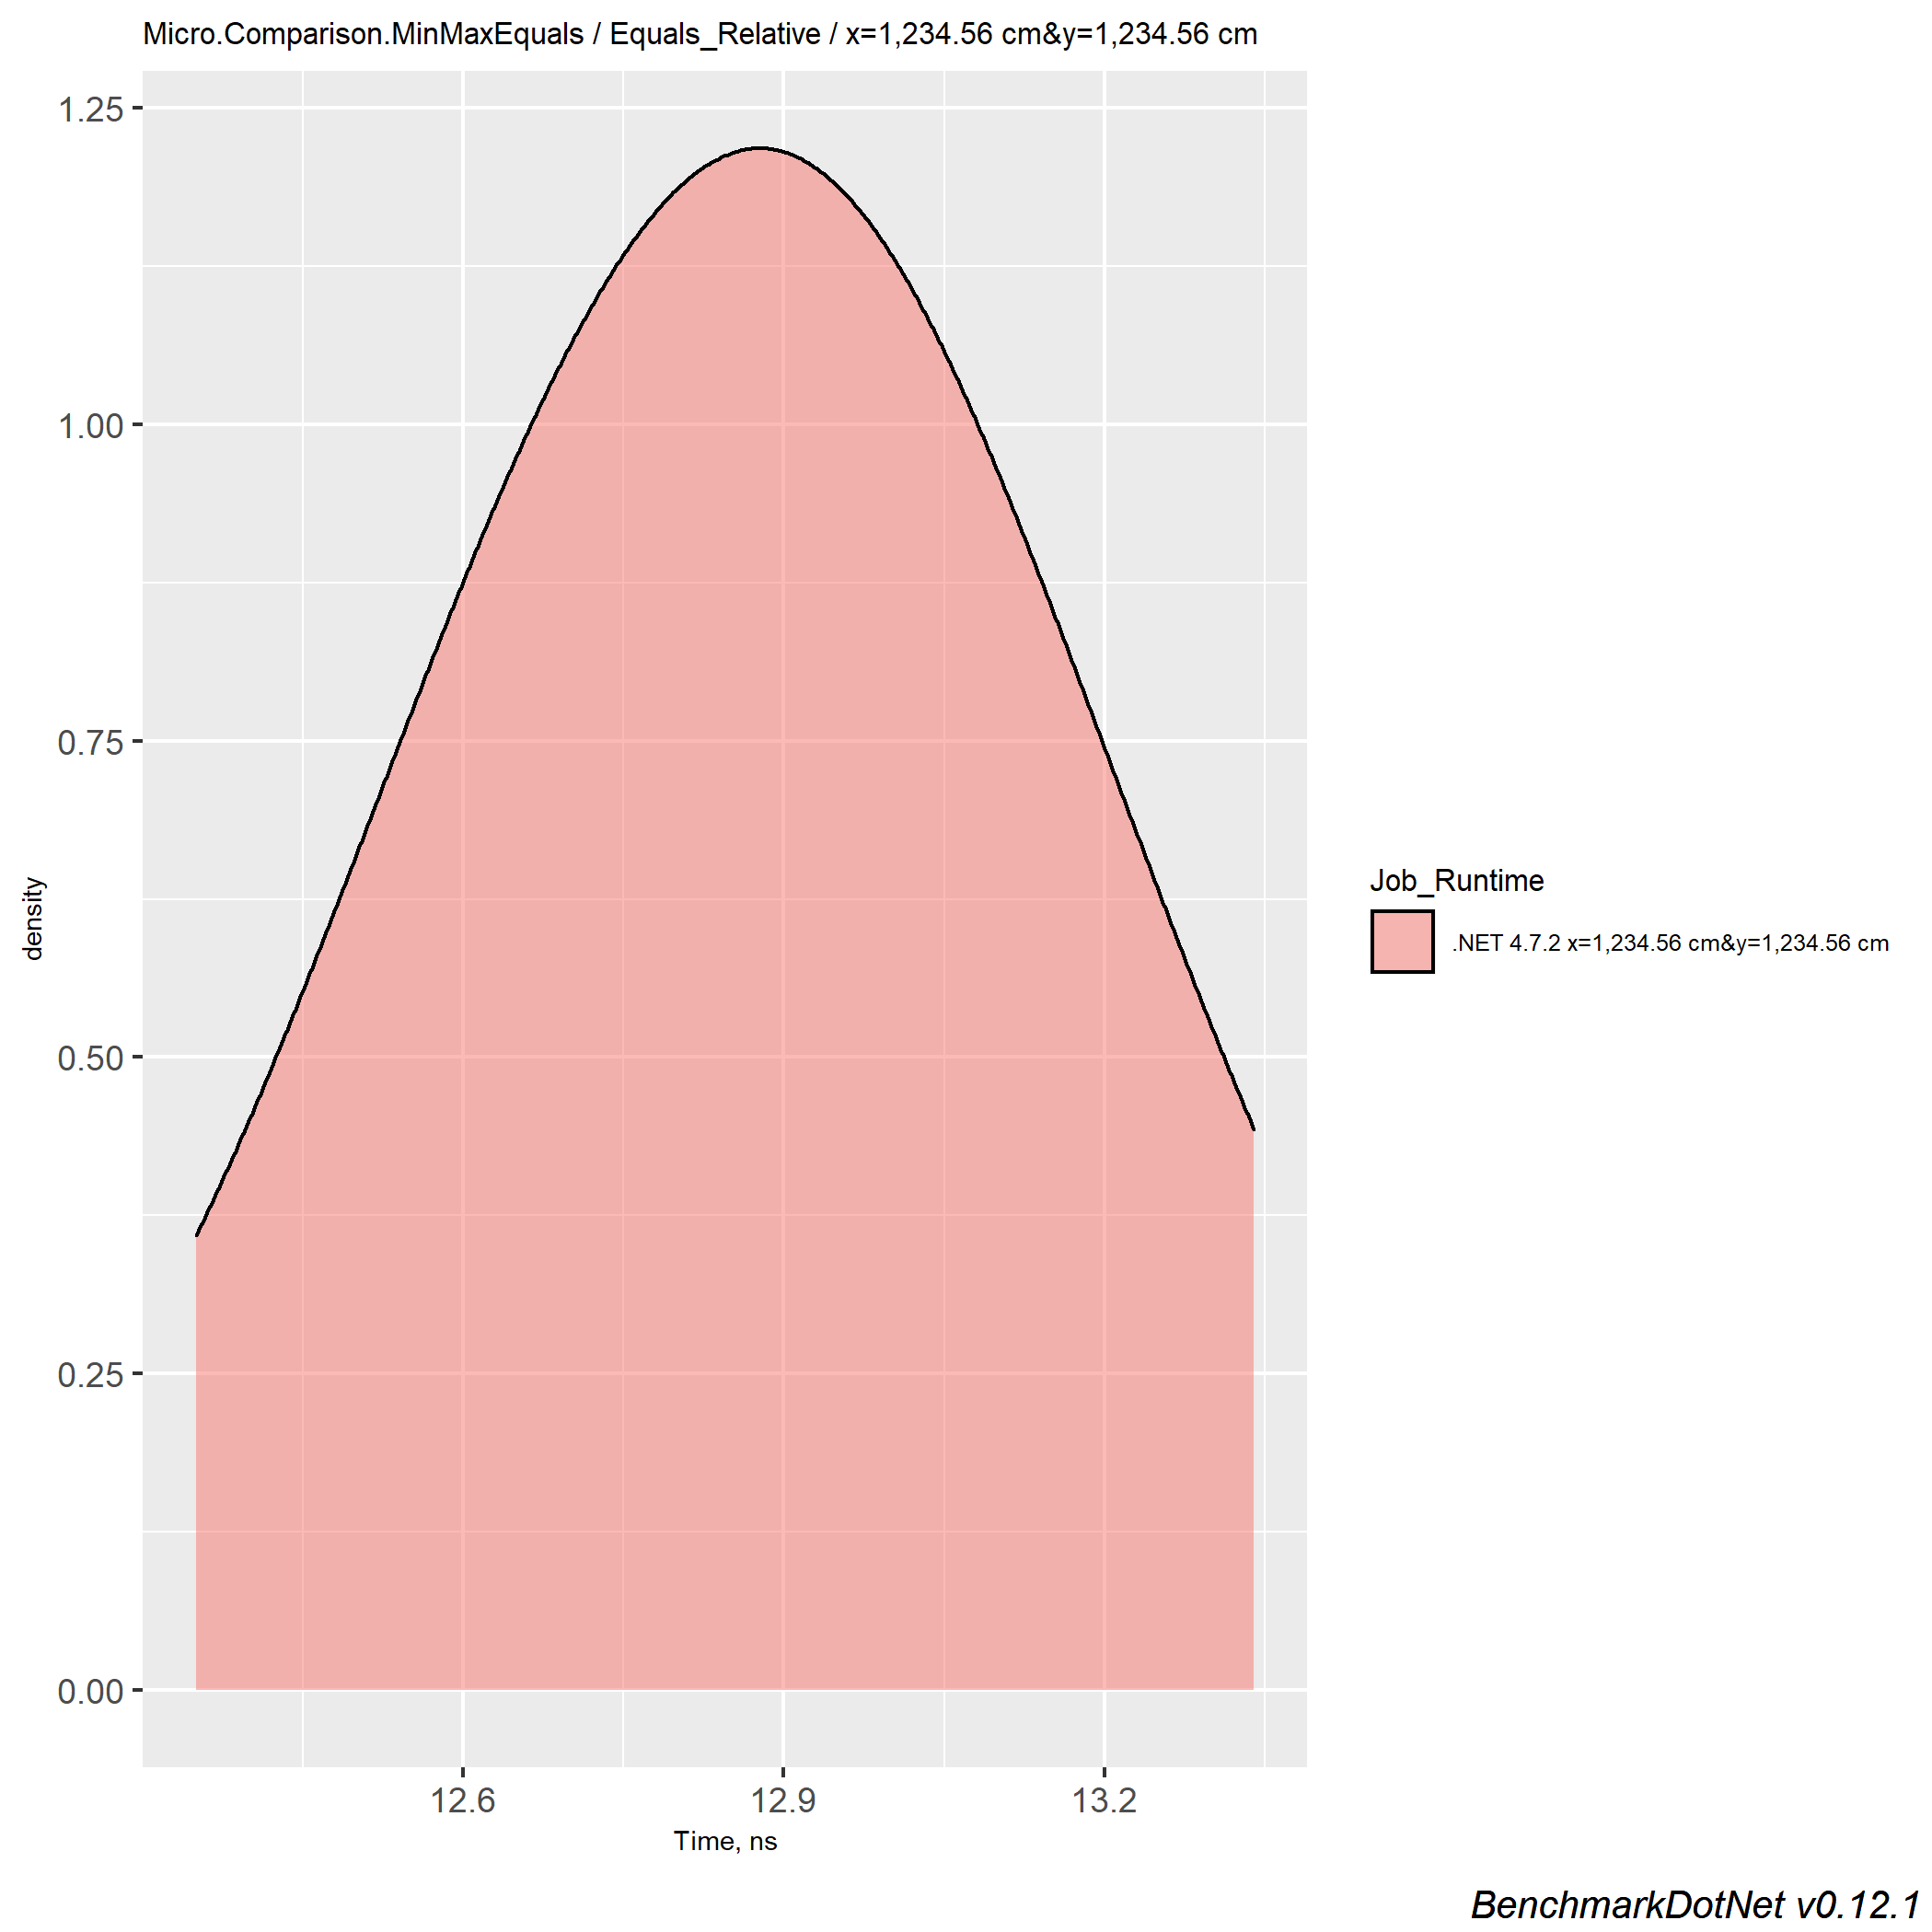 Micro.Comparison.MinMaxEquals / Equals_Relative / x=1,234.56 cm&y=1,234.56 cm
1.25
1.00
0.75
0.50
0.25
0.00
density
12.6 12.9 13.2
Time, ns
Job_Runtime
.NET 4.7.2 x=1,234.56 cm&y=1,234.56 cm
BenchmarkDotNet v0.12.1